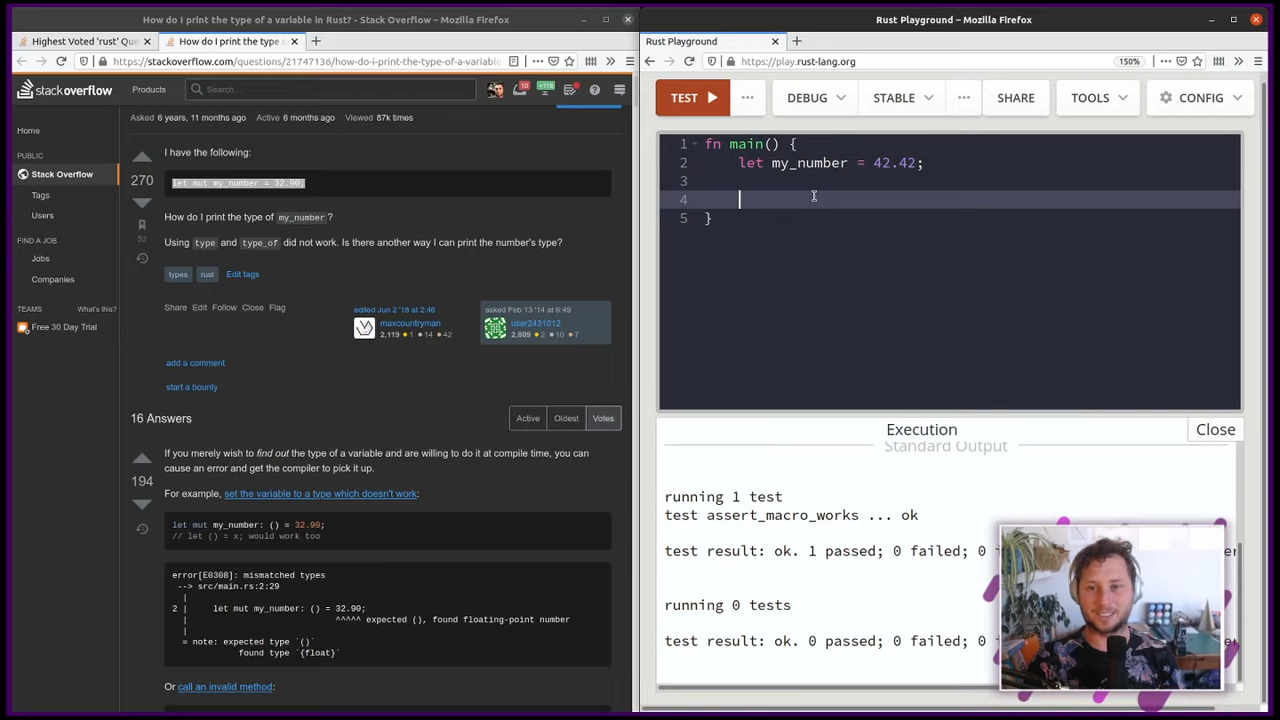 How do I print the type of a variable in Rust? - Stack Overflow – Mozilla Firefox
Highest Voted 'rust' Que
How do I print the type o
https://stackoverflow.com/questions/21747136/how-do-i-print-the-type-of-a-variable
stackoverflow
Products
Search...
10
+118
Asked 6 years, 11 months ago Active 6 months ago Viewed 87k times
Home
PUBLIC
Stack Overflow
Tags
Users
FIND A JOB
Jobs
Companies
TEAMS What's this?
Free 30 Day Trial
I have the following:
270
let mut my_number = 32.90;
How do I print the type of my_number ?
52
Using type and type_of did not work. Is there another way I can print the number's type?
types rust Edit tags
Share Edit Follow Close Flag
edited Jun 2 '18 at 2:46
maxcountryman
2,119 1 14 42
asked Feb 13 '14 at 6:49
user2431012
2,609 2 10 7
add a comment
start a bounty
16 Answers
Active Oldest Votes
If you merely wish to find out the type of a variable and are willing to do it at compile time, you
can cause an error and get the compiler to pick it up.
194
For example, set the variable to a type which doesn't work:
let mut my_number: () = 32.90;
// let () = x; would work too
error[E0308]: mismatched types
--> src/main.rs:2:29
|
2 | let mut my_number: () = 32.90;
| ^^^^^ expected (), found floating-point number
|
= note: expected type `()`
found type `{float}`
Or call an invalid method:
Rust Playground – Mozilla Firefox
Rust Playground
https://play.rust-lang.org
150%
TEST
DEBUG
STABLE
SHARE
TOOLS
CONFIG
1 fn main() {
2 let my_number = 42.42;
3
4
5 }
Execution
Close
Standard Output
running 1 test
test assert_macro_works ... ok
test result: ok. 1 passed; 0 failed; 0
running 0 tests
test result: ok. 0 passed; 0 failed; 0